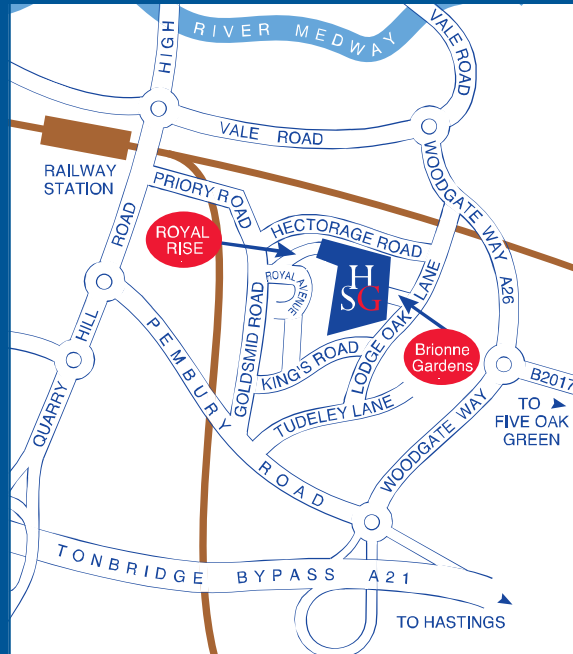 RIVER MEDWAY
HIGH
VALE ROAD
VALE ROAD
RAILWAY
STATION
PRIORY ROAD
WOODGATE WAY A26
ROYAL
RISE
HECTORAGE ROAD
ROAD
ROYAL AVENUE
H
SG
GOLDSMID ROAD
LODGE OAK LANE
KING'S ROAD
Brionne
Gardens
HILL
PEMBURY ROAD
QUARRY
TUDELEY LANE
B2017
TO
FIVE OAK
GREEN
WOODGATE WAY
TONBRIDGE BYPASS A21
TO HASTINGS